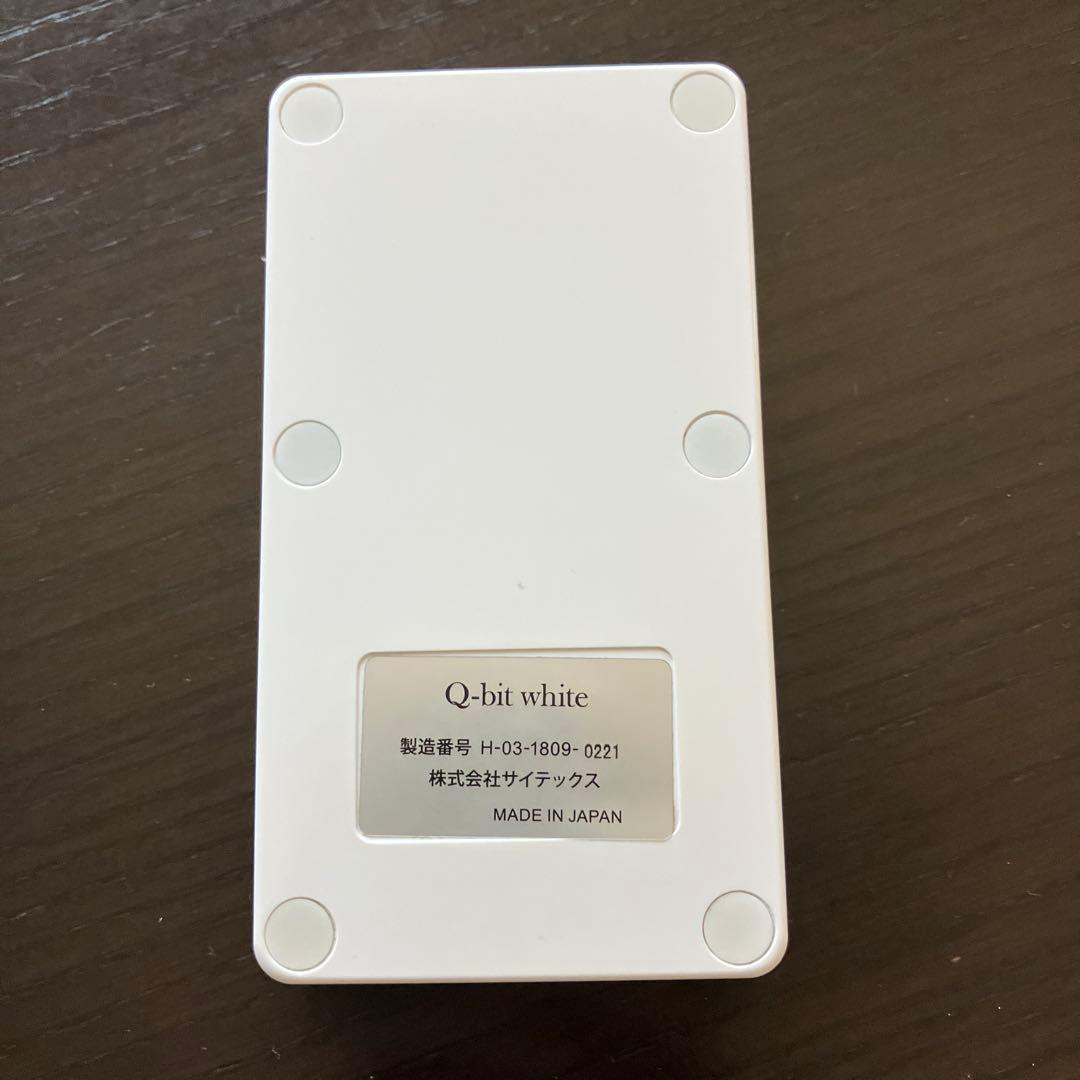 Q-bit white
製造番号 H-03-1809- 0221
株式会社サイテックス
MADE IN JAPAN